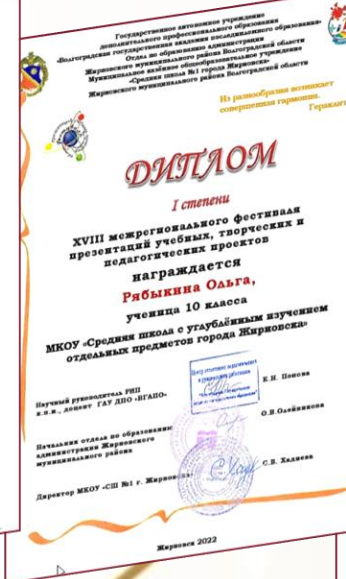 Государственное автономное учреждение
дополнительного профессионального образования
«Волгоградская государственная академия последипломного образования»
Отдел по образованию администрации
Жирновского муниципального района Волгоградской области
Муниципальное казённое общеобразовательное учреждение
«Средняя школа №1 города Жирновска»
Жирновского муниципального района Волгоградской области
Из разнообразия возникает
совершенная гармония.
Гераклит
ДИПЛОМ
I степени
XVIII межрегионального фестиваля
презентаций учебных, творческих и
педагогических проектов
награждается
Рябыкина Ольга,
ученица 10 класса
МКОУ «Средняя школа с углублённым изучением
отдельных предметов города Жирновска»
Научный руководитель РИП
к.п.н., доцент ГАУ ДПО «ВГАПО»
Е.Н. Попова
Начальник отдела по образованию
администрации Жирновского
муниципального района
О.В.Олейникова
Директор МКОУ «СШ №1 г. Жирновска»
С.В. Хадиева
Жирновск 2022